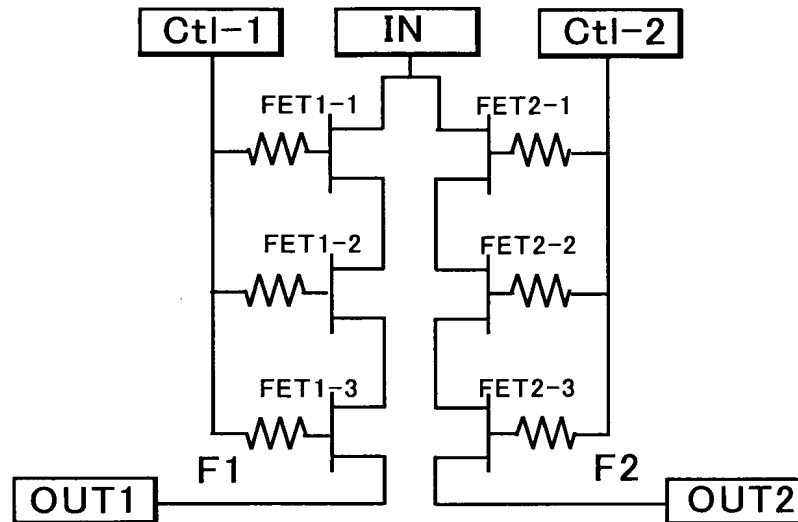 Ctl-1 IN Ctl-2
FET1-1 FET2-1
FET1-2 FET2-2
FET1-3 FET2-3
F1 F2
OUT1 OUT2